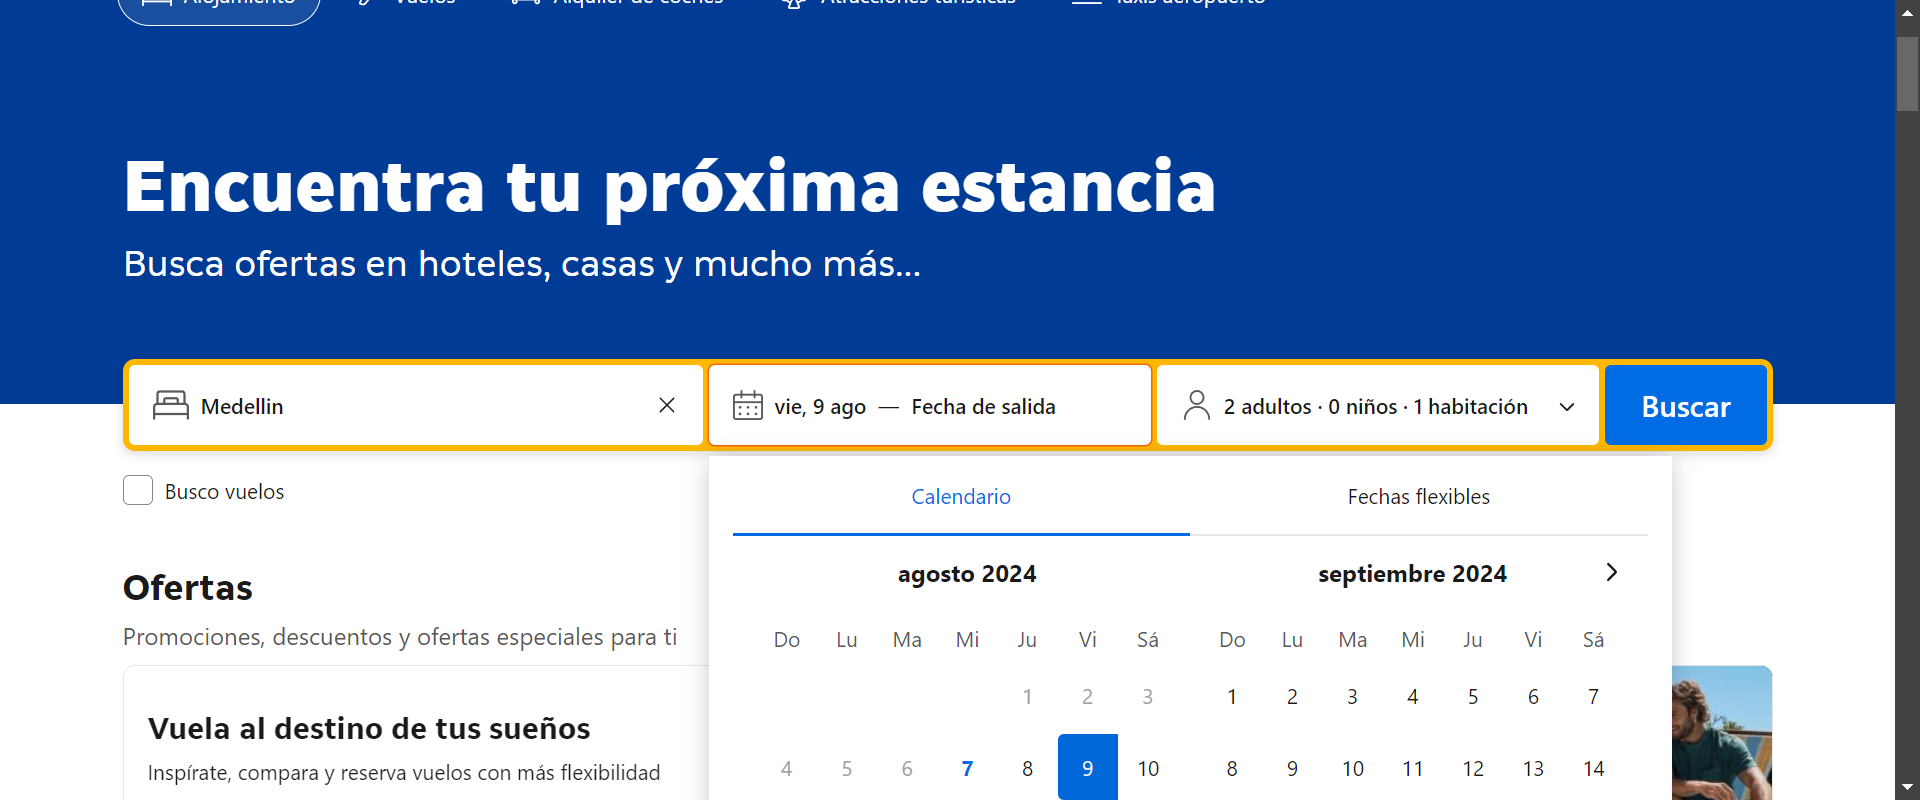 Alojamiento Vuelos Alquiler de coches Atracciones turísticas Taxis aeropuerto
Encuentra tu próxima estancia
Busca ofertas en hoteles, casas y mucho más...
Medellin
vie, 9 ago — Fecha de salida
2 adultos · 0 niños · 1 habitación
Buscar
Busco vuelos
Calendario Fechas flexibles
agosto 2024 septiembre 2024
Do Lu Ma Mi Ju Vi Sá Do Lu Ma Mi Ju Vi Sá
1 2 3 1 2 3 4 5 6 7
4 5 6 7 8 9 10 8 9 10 11 12 13 14
Ofertas
Promociones, descuentos y ofertas especiales para ti
Vuela al destino de tus sueños
Inspírate, compara y reserva vuelos con más flexibilidad